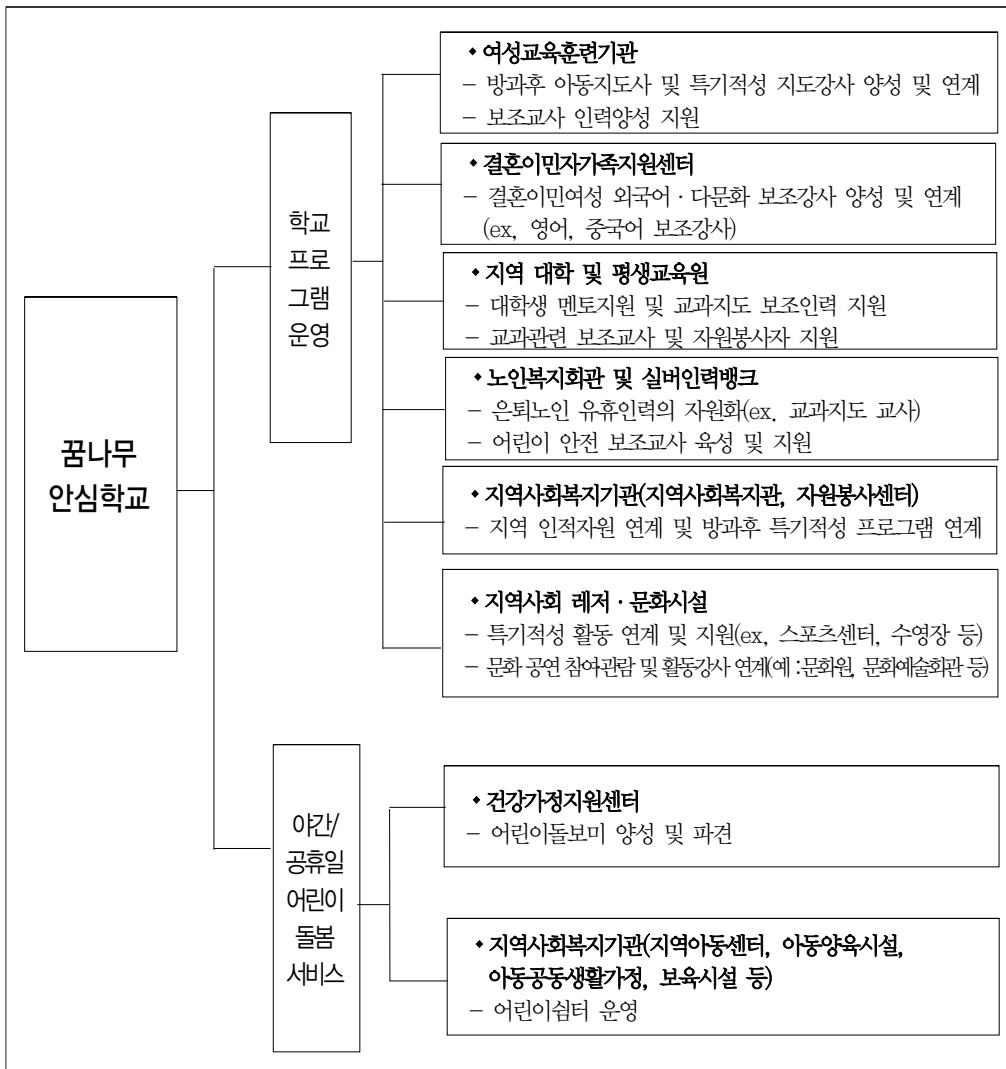 꿈나무
안심학교
학교
프로
그램
운영
◆ 여성교육훈련기관
- 방과후 아동지도사 및 특기적성 지도강사 양성 및 연계
- 보조교사 인력양성 지원
◆ 결혼이민자가족지원센터
- 결혼이민여성 외국어 · 다문화 보조강사 양성 및 연계
(ex, 영어, 중국어 보조강사)
◆ 지역 대학 및 평생교육원
- 대학생 멘토지원 및 교과지도 보조인력 지원
- 교과관련 보조교사 및 자원봉사자 지원
◆ 노인복지회관 및 실버인력뱅크
- 은퇴노인 유휴인력의 자원화(ex. 교과지도 교사)
- 어린이 안전 보조교사 육성 및 지원
◆ 지역사회복지기관(지역사회복지관, 자원봉사센터)
- 지역 인적자원 연계 및 방과후 특기적성 프로그램 연계
◆ 지역사회 레저 · 문화시설
- 특기적성 활동 연계 및 지원(ex, 스포츠센터, 수영장 등)
- 문화 공연 참여관람 및 활동강사 연계(예 :문화원, 문화예술회관 등)
야간/
공휴일
어린이
돌봄
서비스
◆ 건강가정지원센터
- 어린이돌보미 양성 및 파견
◆ 지역사회복지기관(지역아동센터, 아동양육시설,
아동공동생활가정, 보육시설 등)
- 어린이쉼터 운영